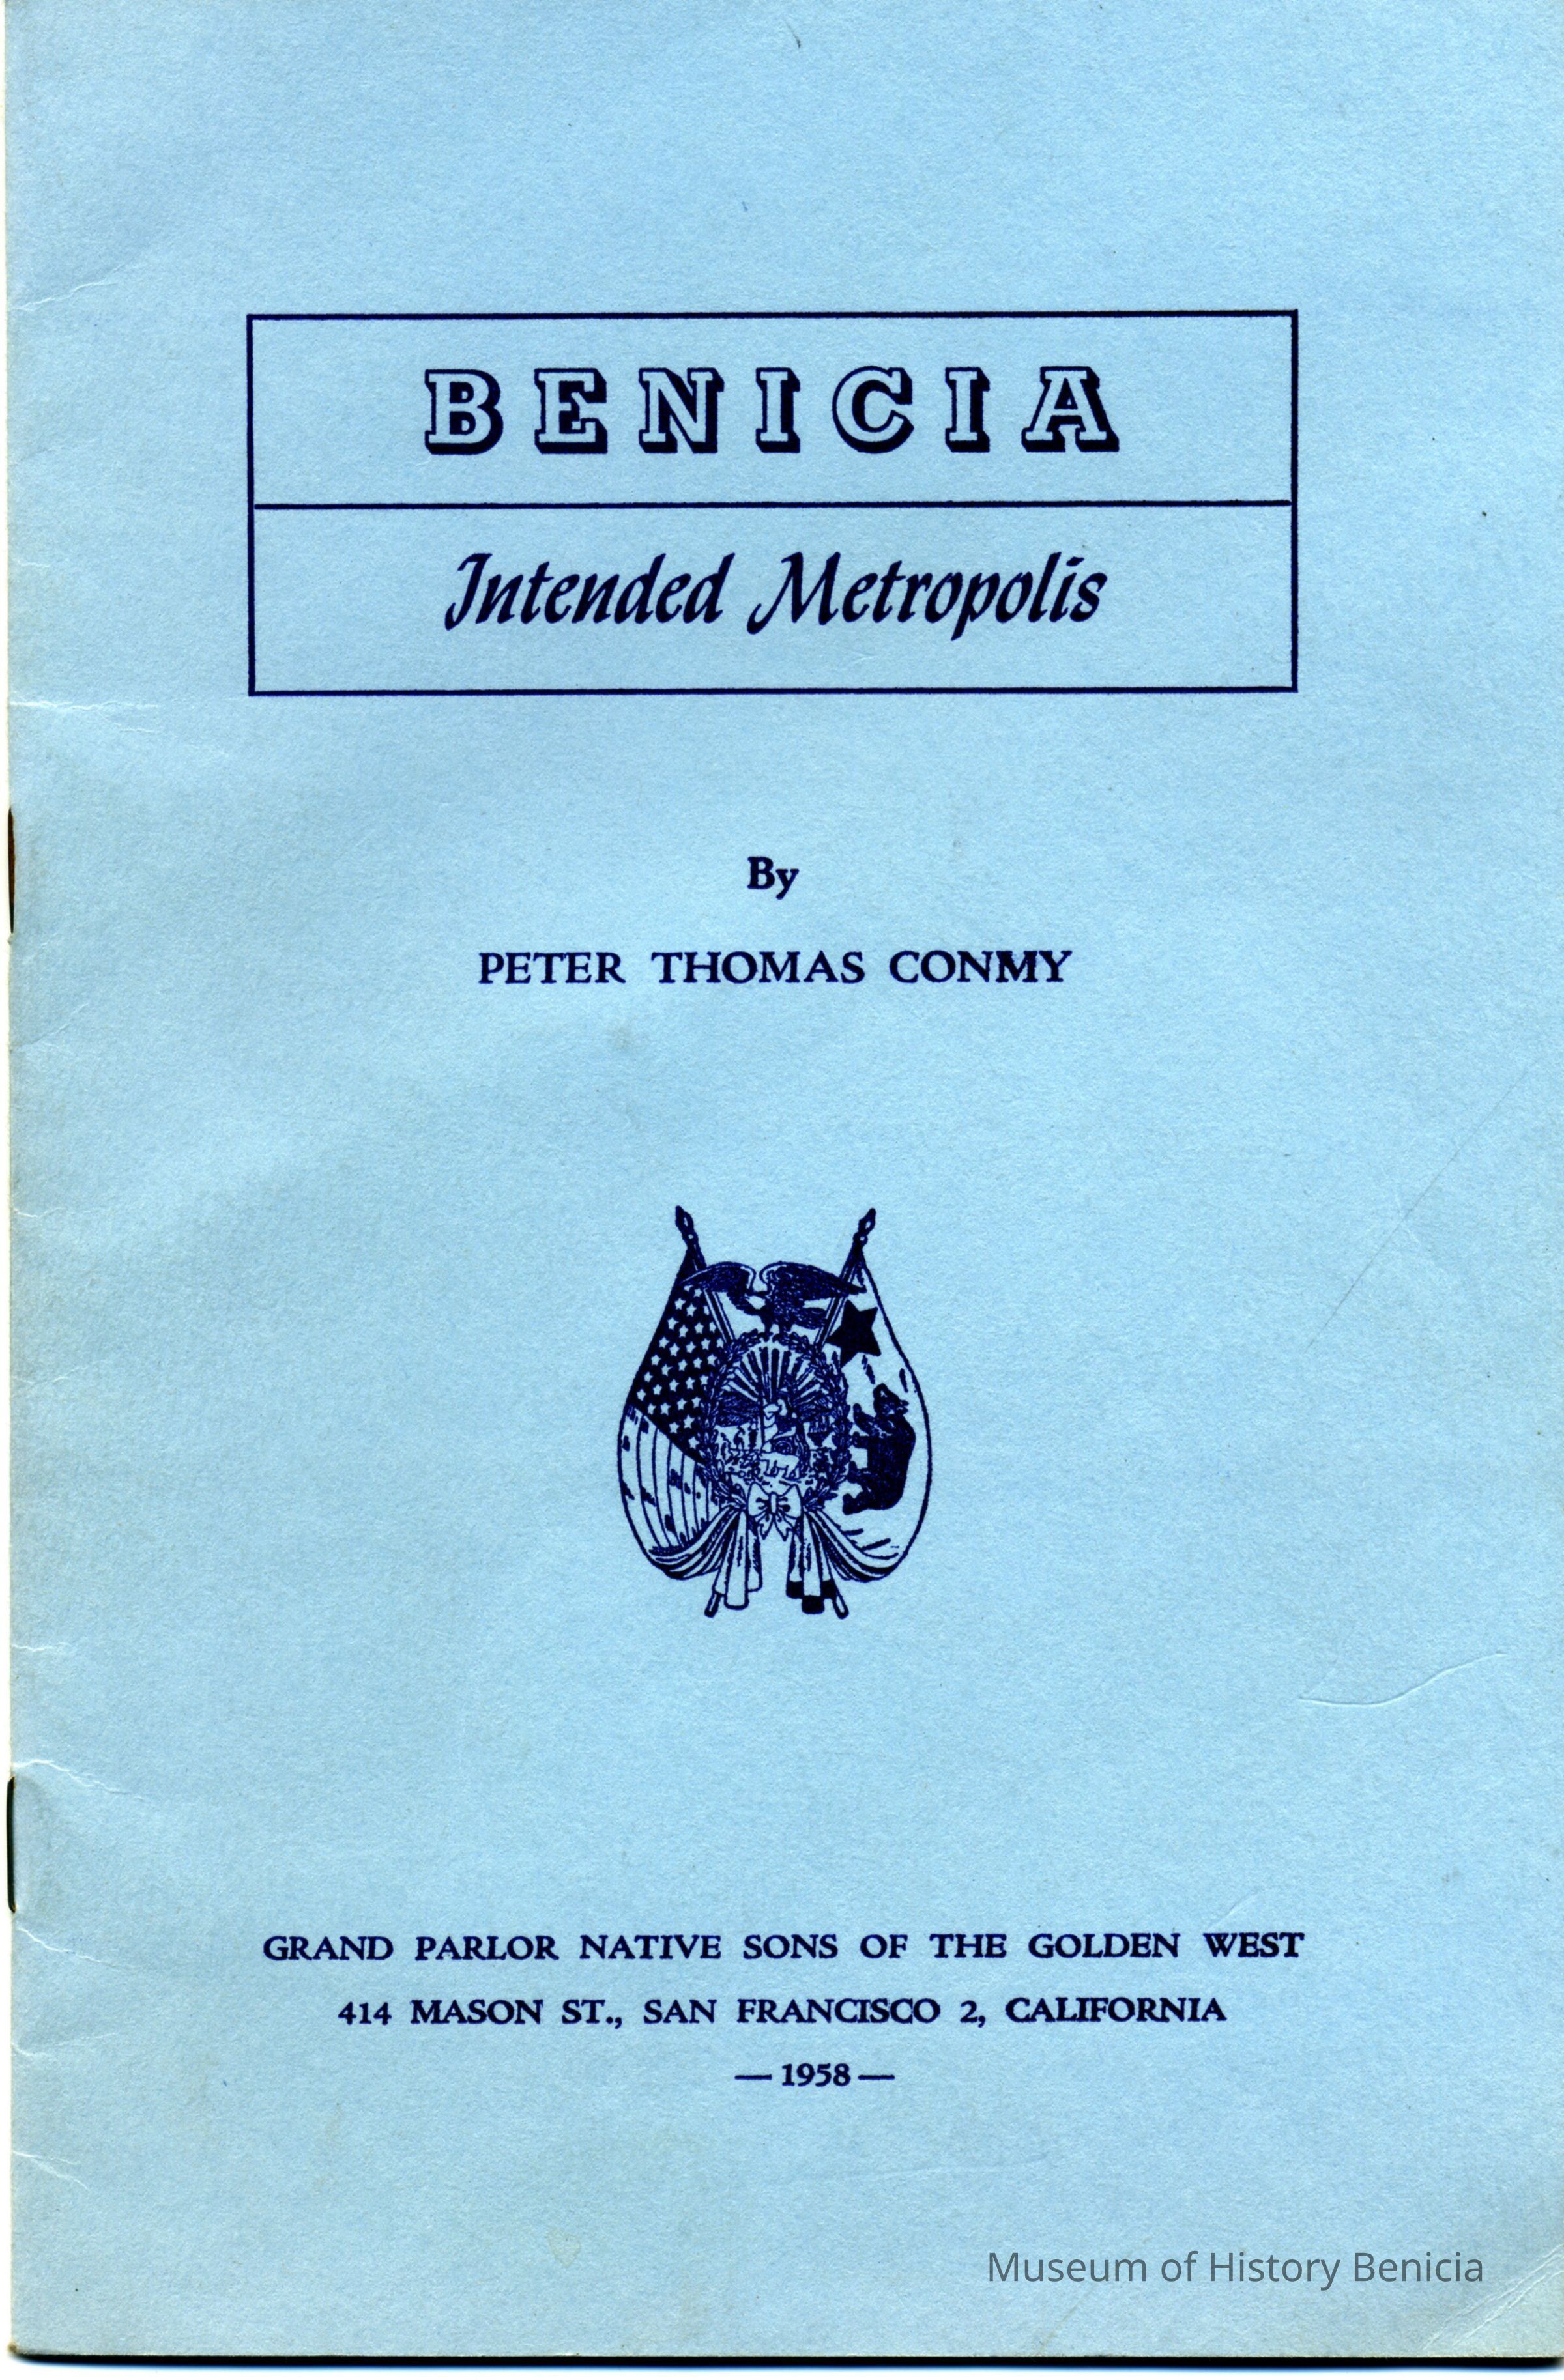 BENICIA
Intended Metropolis
By
PETER THOMAS CONMY
GRAND PARLOR NATIVE SONS OF THE GOLDEN WEST
414 MASON ST., SAN FRANCISCO 2, CALIFORNIA
— 1958 —
Museum of History Benicia